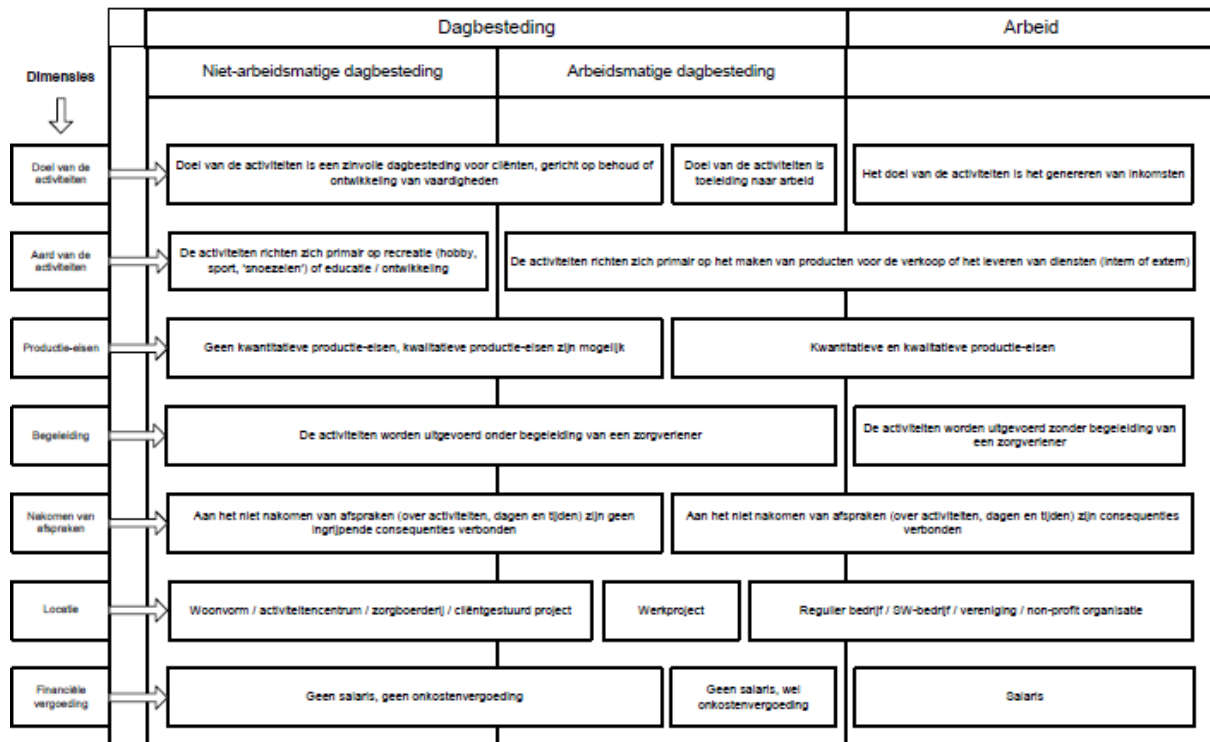 Dagbesteding
Arbeid
Dimensies
Niet-arbeidsmatige dagbesteding
Arbeidsmatige dagbesteding
Doel van de
activiteiten
Doel van de activiteiten is een zinvolle dagbesteding voor cliënten, gericht op behoud of
ontwikkeling van vaardigheden
Doel van de activiteiten is
toeleiding naar arbeid
Het doel van de activiteiten is het genereren van inkomsten
Aard van de
activiteiten
De activiteiten richten zich primair op recreatie (hobby,
sport, 'snoezelen') of educatie / ontwikkeling
De activiteiten richten zich primair op het maken van producten voor de verkoop of het leveren van diensten (intern of extern)
Productie-eisen
Geen kwantitatieve productie-eisen, kwalitatieve productie-eisen zijn mogelijk
Kwantitatieve en kwalitatieve productie-eisen
Begeleiding
De activiteiten worden uitgevoerd onder begeleiding van een zorgverlener
De activiteiten worden uitgevoerd zonder begeleiding van
een zorgverlener
Nakomen van
afspraken
Aan het niet nakomen van afspraken (over activiteiten, dagen en tijden) zijn geen
ingrijpende consequenties verbonden
Aan het niet nakomen van afspraken (over activiteiten, dagen en tijden) zijn consequenties
verbonden
Locatie
Woonvorm / activiteitencentrum / zorgboerderij / cliëntgestuurd project
Werkproject
Regulier bedrijf / SW-bedrijf / vereniging / non-profit organisatie
Financiële
vergoeding
Geen salaris, geen onkostenvergoeding
Geen salaris, wel
onkostenvergoeding
Salaris